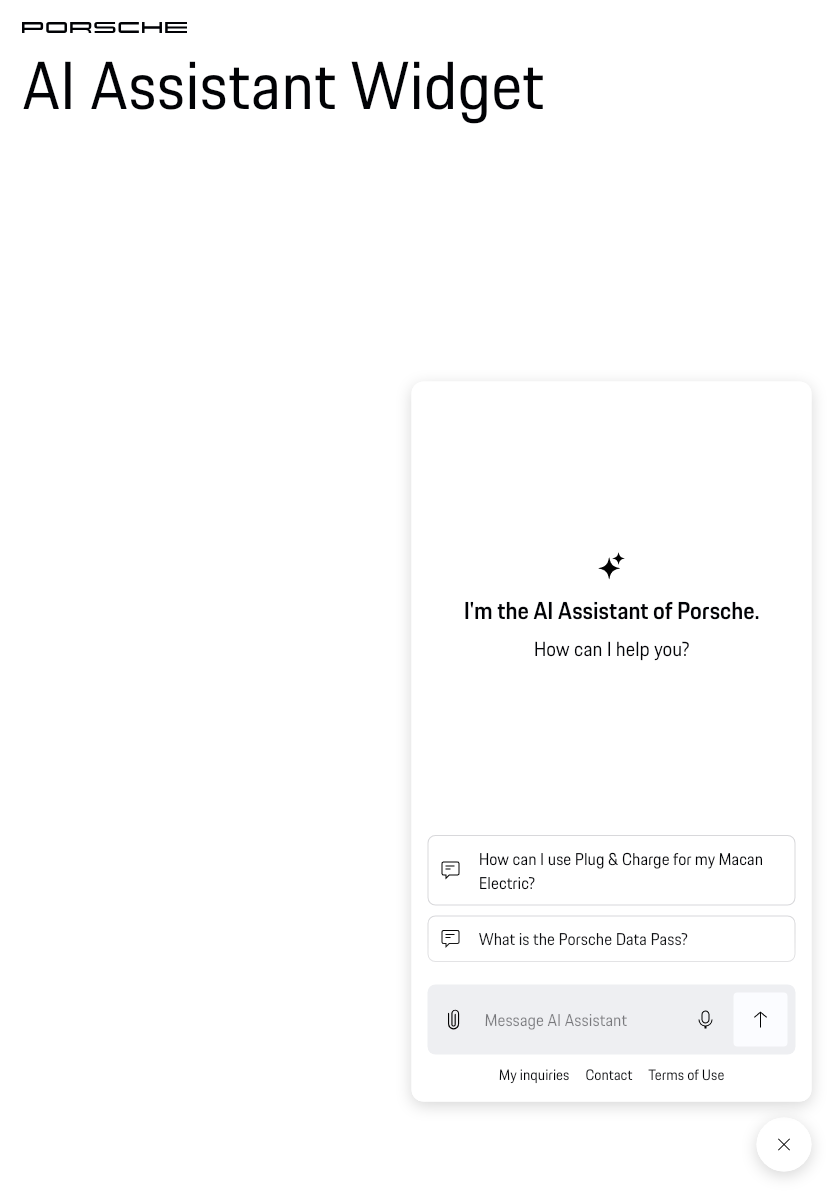 PORSCHE
AI Assistant Widget
I'm the AI Assistant of Porsche.
How can I help you?
How can I use Plug & Charge for my Macan
Electric?
What is the Porsche Data Pass?
Message AI Assistant
My inquiries Contact Terms of Use